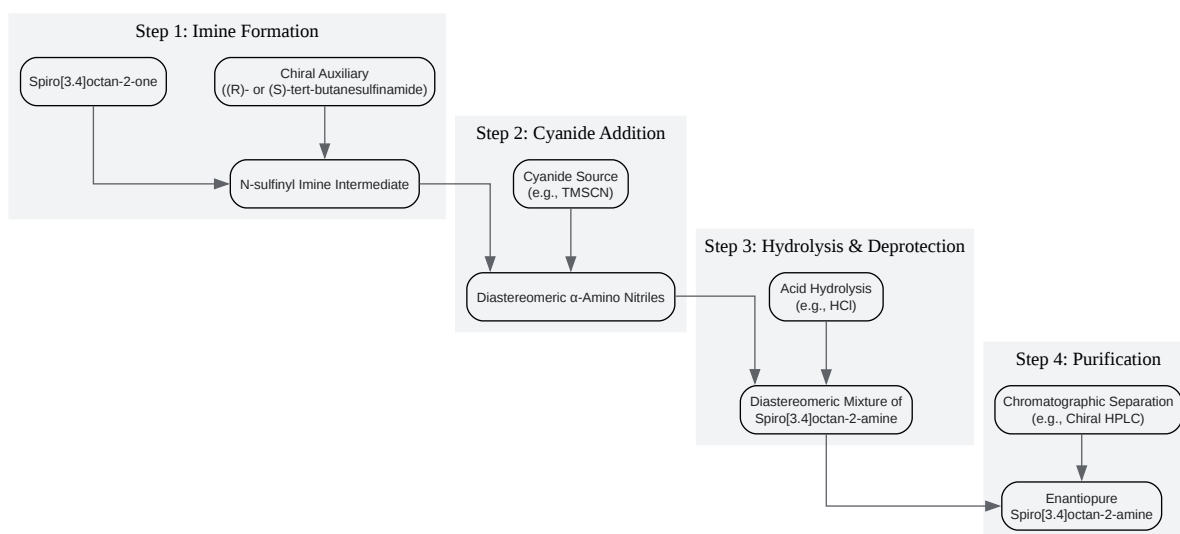 Step 1: Imine Formation
Spiro[3.4]octan-2-one
Chiral Auxiliary
((R)- or (S)-tert-butanesulfinamide)
N-sulfinyl Imine Intermediate
Step 2: Cyanide Addition
Cyanide Source
(e.g., TMSCN)
Diastereomeric α-Amino Nitriles
Step 3: Hydrolysis & Deprotection
Acid Hydrolysis
(e.g., HCl)
Diastereomeric Mixture of
Spiro[3.4]octan-2-amine
Step 4: Purification
Chromatographic Separation
(e.g., Chiral HPLC)
Enantiopure
Spiro[3.4]octan-2-amine